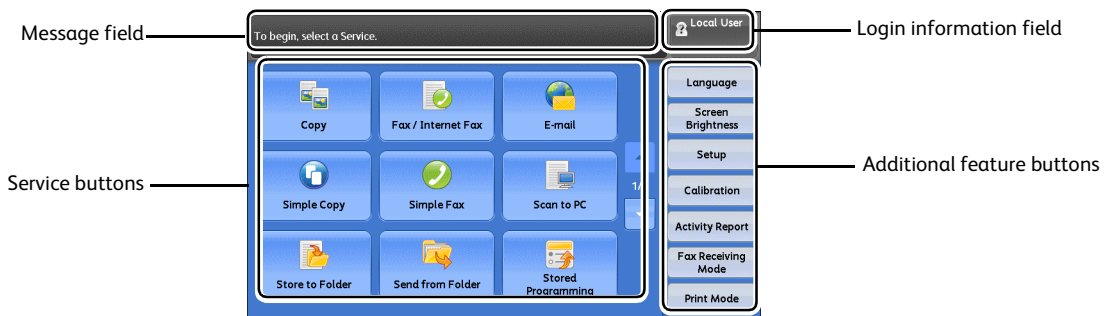 Message field
To begin, select a Service.
Local User
Login information field
Service buttons
Copy
Fax / Internet Fax
E-mail
Simple Copy
Simple Fax
Scan to PC
Store to Folder
Send from Folder
Stored
Programming
1/
Language
Screen
Brightness
Setup
Calibration
Activity Report
Fax Receiving
Mode
Print Mode
Additional feature buttons